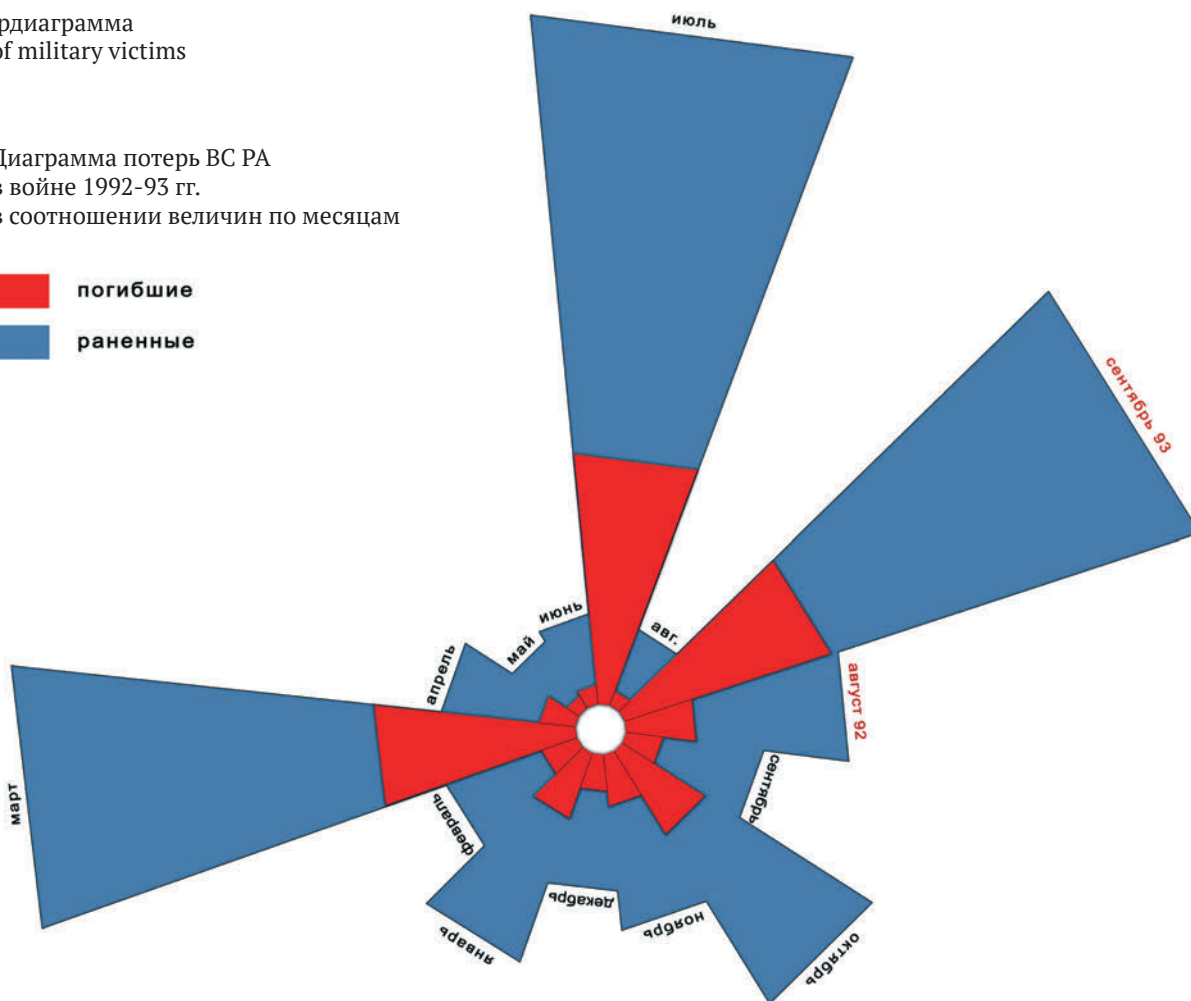 рдиаграмма
of military victims
Диаграмма потерь ВС РА
в войне 1992-93 гг.
в соотношении величин по месяцам
погибшие
раненные
июль
сентябрь 93
авг.
август 92
сентябрь
октябрь
ноябрь
декабрь
январь
февраль
март
апрель
май
июнь